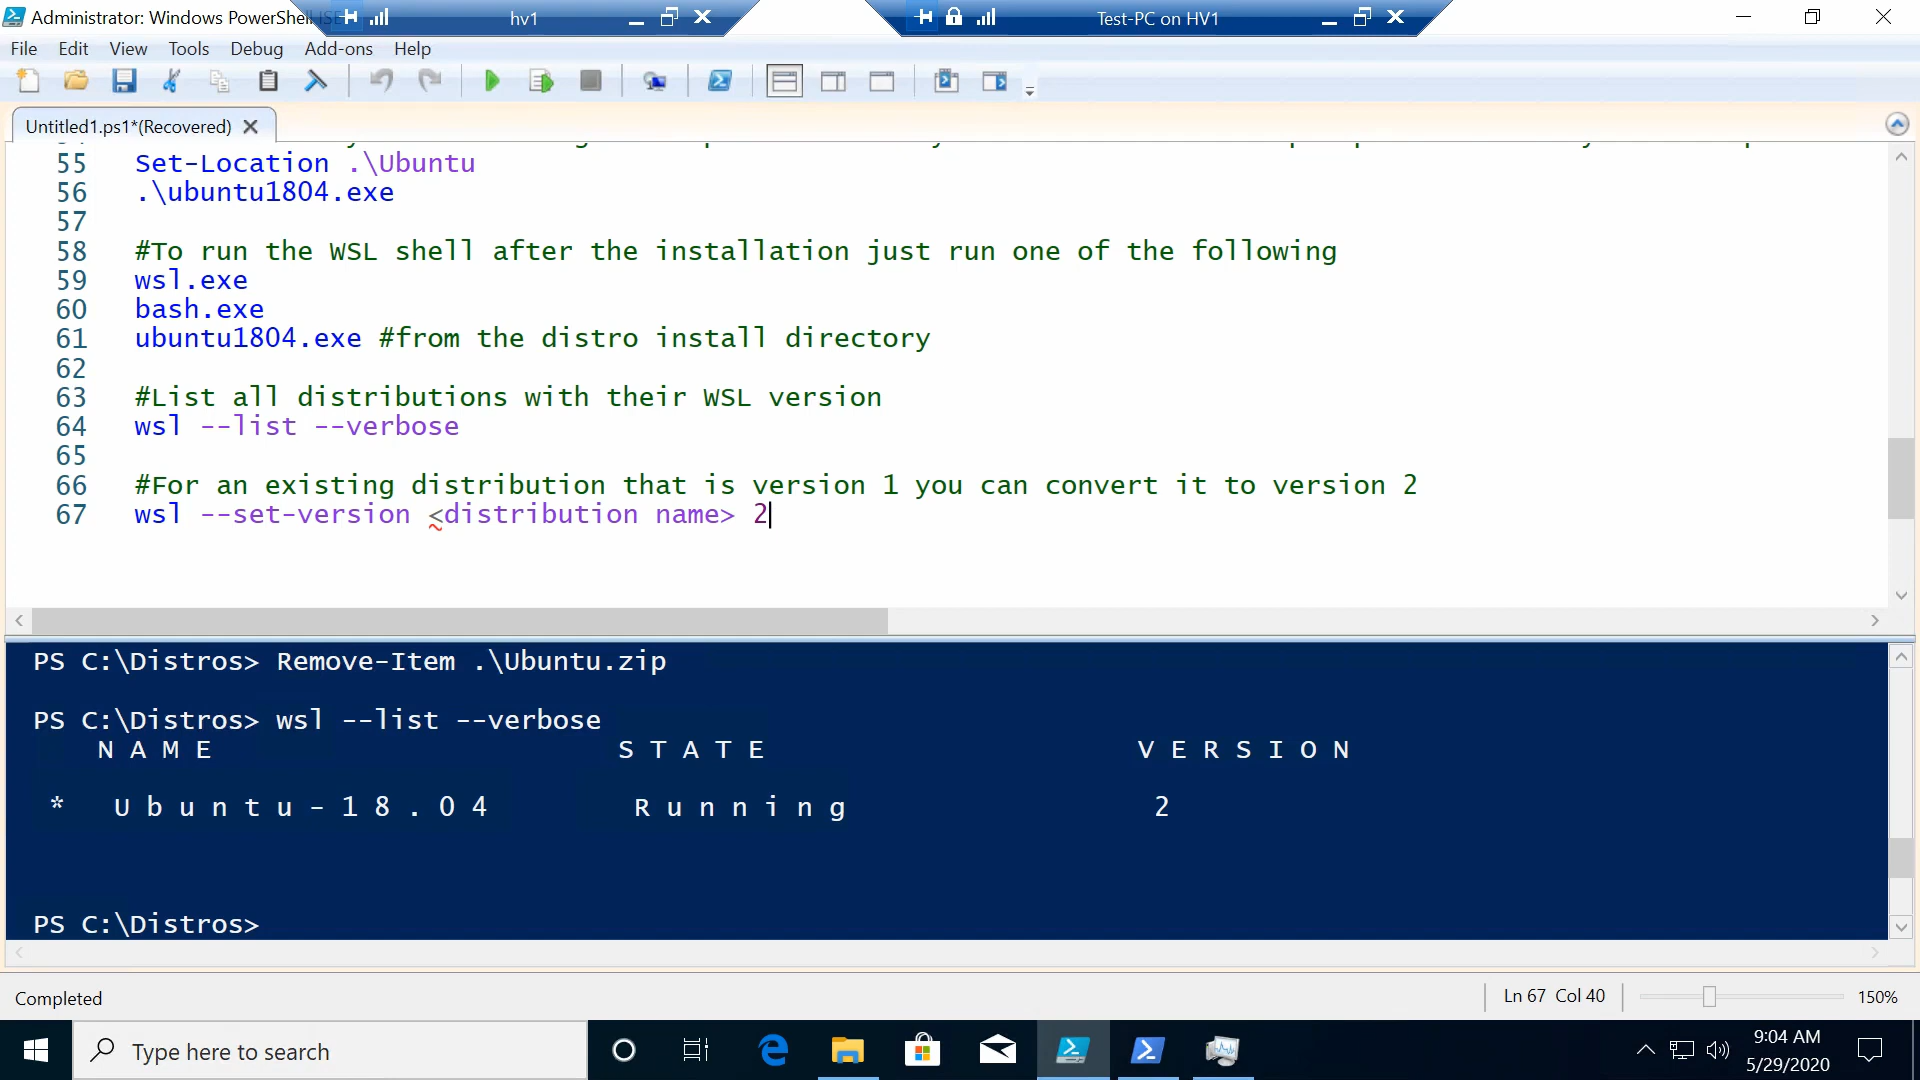 Administrator: Windows PowerShell ISE
hv1
Test-PC on HV1
File Edit View Tools Debug Add-ons Help
Untitled1.ps1*(Recovered)
55 Set-Location .\Ubuntu
56 .\ubuntu1804.exe
57
58 #To run the WSL shell after the installation just run one of the following
59 wsl.exe
60 bash.exe
61 ubuntu1804.exe #from the distro install directory
62
63 #List all distributions with their WSL version
64 wsl --list --verbose
65
66 #For an existing distribution that is version 1 you can convert it to version 2
67 wsl --set-version <distribution name> 2
PS C:\Distros> Remove-Item .\Ubuntu.zip
PS C:\Distros> wsl --list --verbose
N A M E S T A T E V E R S I O N
* U b u n t u - 1 8 . 0 4 R u n n i n g 2
PS C:\Distros>
Completed
Ln 67 Col 40
150%
Type here to search
9:04 AM
5/29/2020